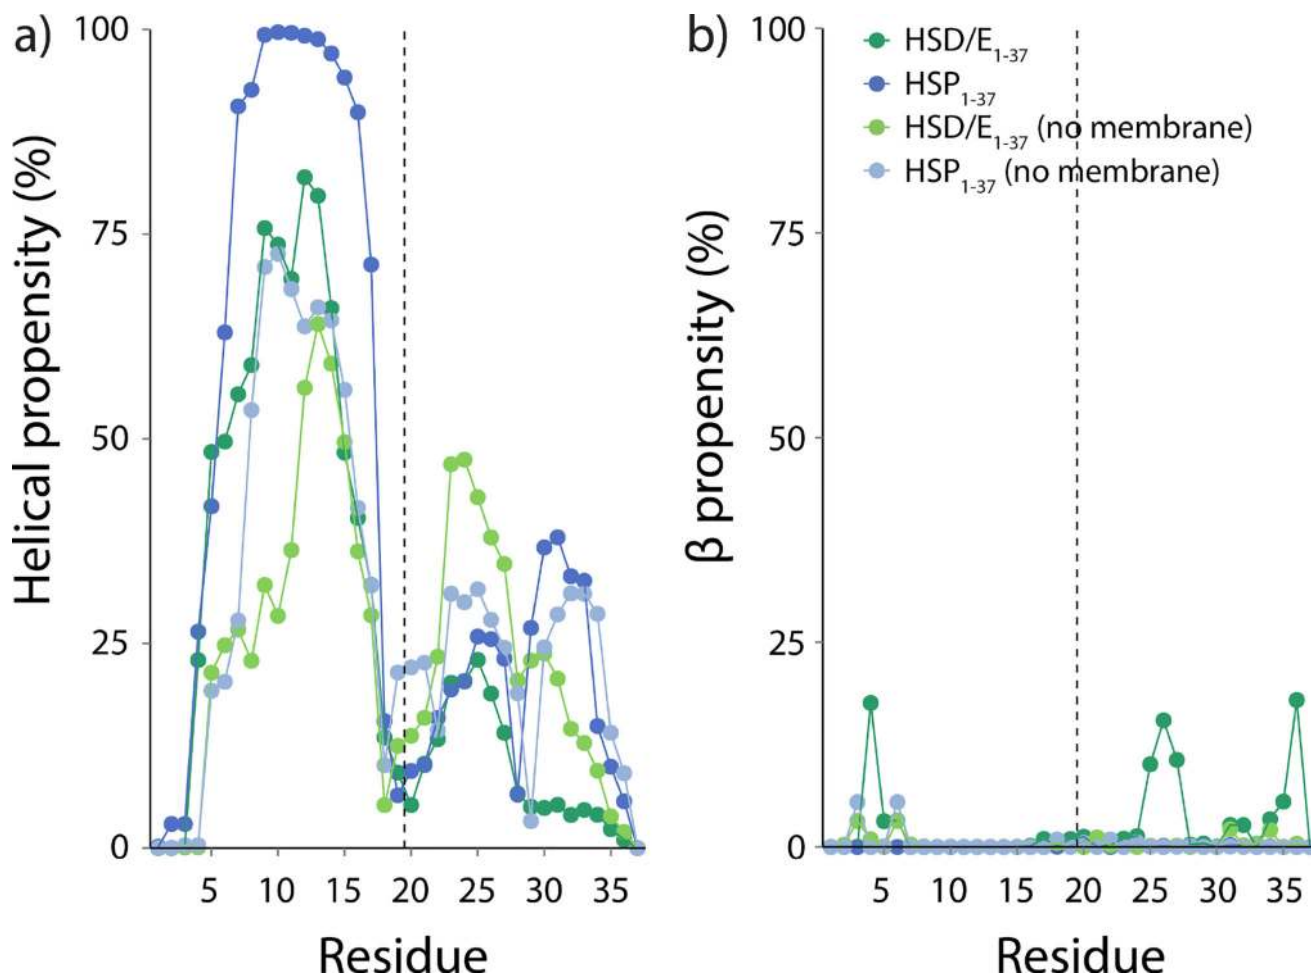 a)
100
75
50
25
0
Helical propensity (%)
5 10 15 20 25 30 35
Residue
b)
100
75
50
25
0
β propensity (%)
HSD/E1-37
HSP1-37
HSD/E1-37 (no membrane)
HSP1-37 (no membrane)
5 10 15 20 25 30 35
Residue